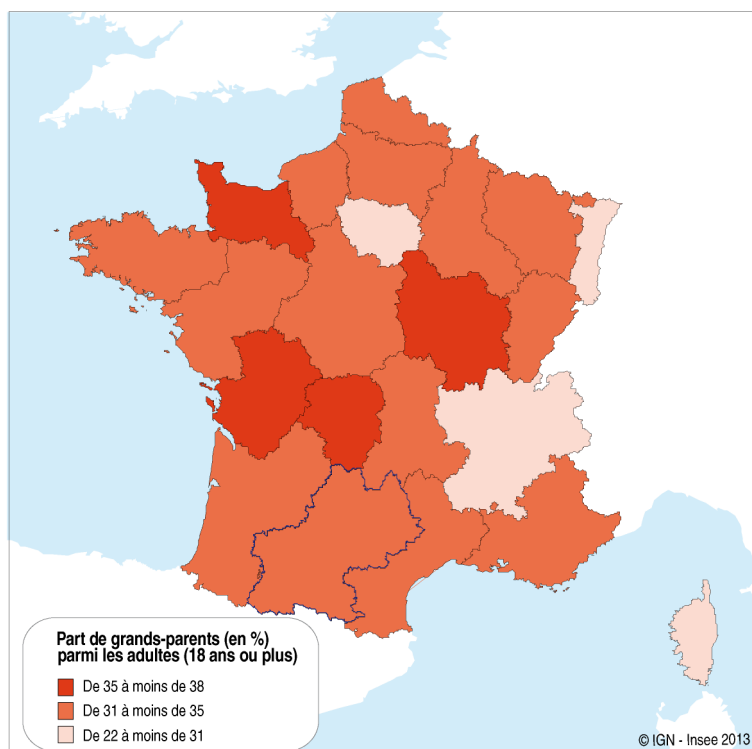 Part de grands-parents (en %)
parmi les adultes (18 ans ou plus)
De 35 à moins de 38
De 31 à moins de 35
De 22 à moins de 31
© IGN - Insee 2013